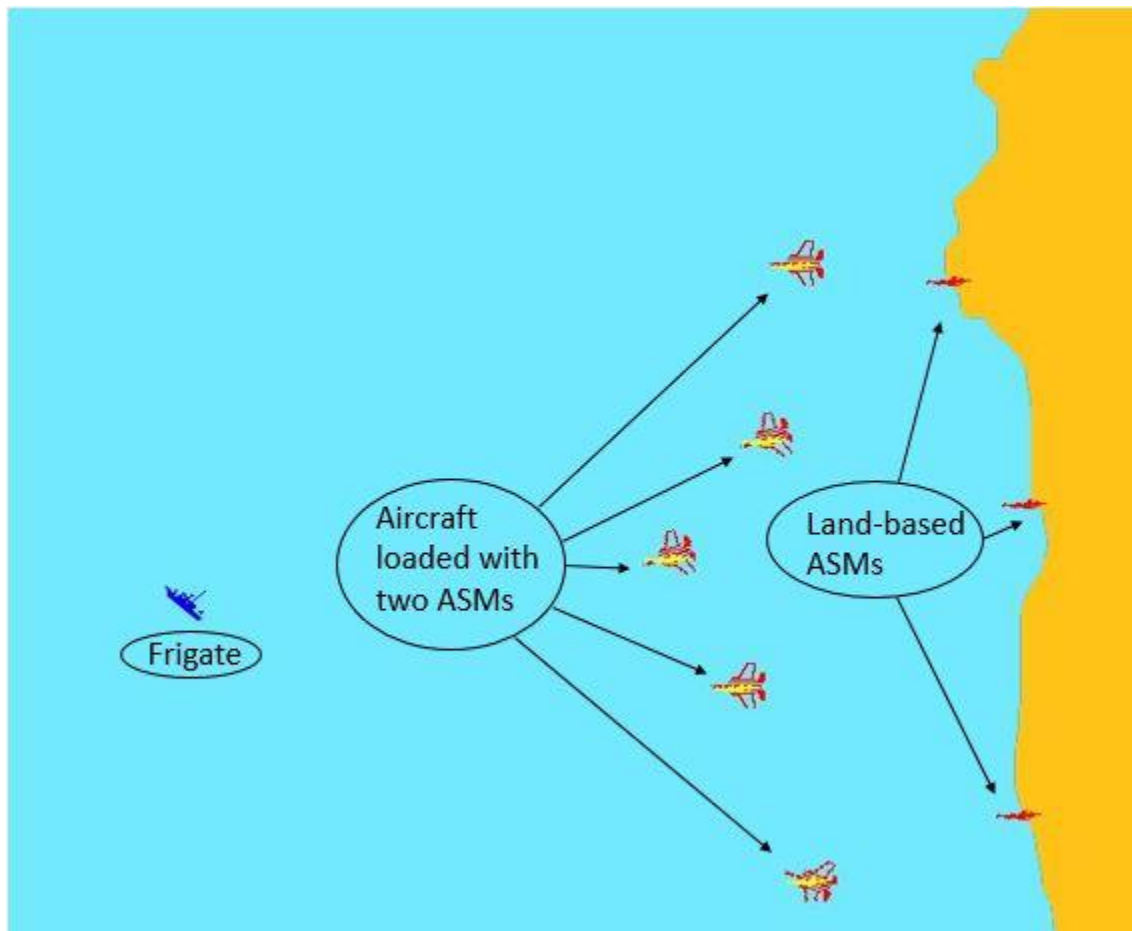 Aircraft
loaded with
two ASMs
Land-based
ASMs
Frigate